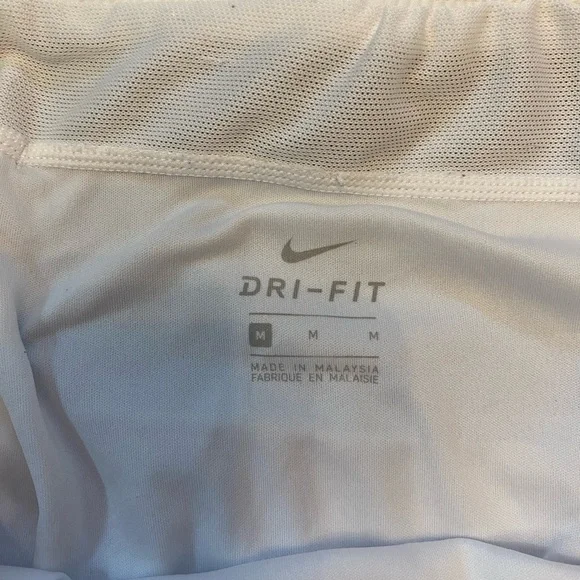 DRI-FIT
M M M
MADE IN MALAYSIA
FABRIQUE EN MALAISIE